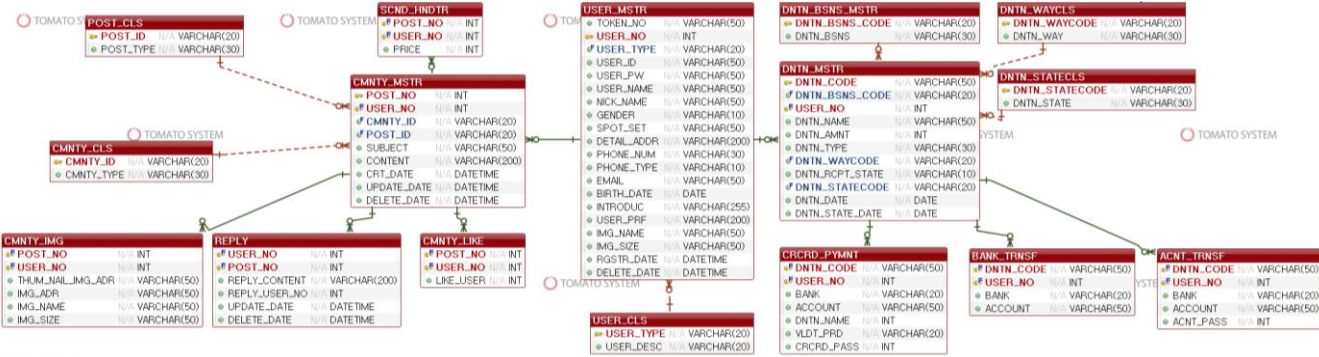 TOMATO SYSTEM
TOMATO SYSTEM
TOM
POST_CLS
POST_ID N/A VARCHAR(20)
POST_TYPE N/A VARCHAR(30)
SCND_HNDTR
POST_NO N/A INT
USER_NO N/A INT
PRICE N/A INT
CMNTY_MSTR
POST_NO N/A INT
USER_NO N/A INT
CMNTY_ID N/A VARCHAR(20)
POST_ID N/A VARCHAR(20)
SUBJECT N/A VARCHAR(50)
CONTENT N/A VARCHAR(200)
CRT_DATE N/A DATETIME
UPDATE_DATE N/A DATETIME
DELETE_DATE N/A DATETIME
TOMATO SYSTEM
CMNTY_CLS
CMNTY_ID N/A VARCHAR(20)
CMNTY_TYPE N/A VARCHAR(30)
CMNTY_IMG
POST_NO N/A INT
USER_NO N/A INT
THUM_NAIL_IMG_ADR N/A VARCHAR(50)
IMG_ADR N/A VARCHAR(50)
IMG_NAME N/A VARCHAR(50)
IMG_SIZE N/A VARCHAR(50)
REPLY
USER_NO N/A INT
POST_NO N/A INT
REPLY_CONTENT N/A VARCHAR(200)
REPLY_USER_NO N/A INT
UPDATE_DATE N/A DATETIME
DELETE_DATE N/A DATETIME
CMNTY_LIKE
POST_NO N/A INT
USER_NO N/A INT
LIKE_USER N/A INT
USER_MSTR
TOKEN_NO N/A VARCHAR(50)
USER_NO N/A INT
USER_TYPE N/A VARCHAR(20)
USER_ID N/A VARCHAR(50)
USER_PW N/A VARCHAR(50)
USER_NAME N/A VARCHAR(50)
NICK_NAME N/A VARCHAR(50)
GENDER N/A VARCHAR(10)
SPOT_SET N/A VARCHAR(50)
DETAIL_ADDR N/A VARCHAR(200)
PHONE_NUM N/A VARCHAR(30)
PHONE_TYPE N/A VARCHAR(10)
EMAIL N/A VARCHAR(50)
BIRTH_DATE N/A DATE
INTRODUC N/A VARCHAR(255)
USER_PRF N/A VARCHAR(200)
IMG_NAME N/A VARCHAR(50)
IMG_SIZE N/A VARCHAR(50)
RGSTR_DATE N/A DATETIME
DELETE_DATE N/A DATETIME
TOMATO SYSTEM
USER_CLS
USER_TYPE N/A VARCHAR(20)
USER_DESC N/A VARCHAR(20)
DNTN_BSNS_MSTR
DNTN_BSNS_CODE N/A VARCHAR(20)
DNTN_BSNS N/A VARCHAR(30)
DNTN_WAYCLS
DNTN_WAYCODE N/A VARCHAR(20)
DNTN_WAY N/A VARCHAR(30)
DNTN_MSTR
DNTN_CODE N/A VARCHAR(50)
DNTN_BSNS_CODE N/A VARCHAR(20)
USER_NO N/A INT
DNTN_NAME N/A VARCHAR(50)
DNTN_AMNT N/A INT
DNTN_TYPE N/A VARCHAR(30)
DNTN_WAYCODE N/A VARCHAR(20)
DNTN_RCPT_STATE N/A VARCHAR(10)
DNTN_STATECODE N/A VARCHAR(20)
DNTN_DATE N/A DATE
DNTN_STATE_DATE N/A DATE
DNTN_STATECLS
DNTN_STATECODE N/A VARCHAR(20)
DNTN_STATE N/A VARCHAR(30)
SYSTEM
TOMATO SYSTEM
CRCRD_PYMNT
DNTN_CODE N/A VARCHAR(50)
USER_NO N/A INT
BANK N/A VARCHAR(20)
ACCOUNT N/A VARCHAR(50)
DNTN_NAME N/A INT
VLDT_PRD N/A VARCHAR(20)
CRCRD_PASS N/A INT
BANK_TRNSF
DNTN_CODE N/A VARCHAR(50)
USER_NO N/A INT
BANK N/A VARCHAR(20)
ACCOUNT N/A VARCHAR(50)
YSTE
ACNT_TRNSF
DNTN_CODE N/A VARCHAR(50)
USER_NO N/A INT
BANK N/A VARCHAR(20)
ACCOUNT N/A VARCHAR(50)
ACNT_PASS N/A INT